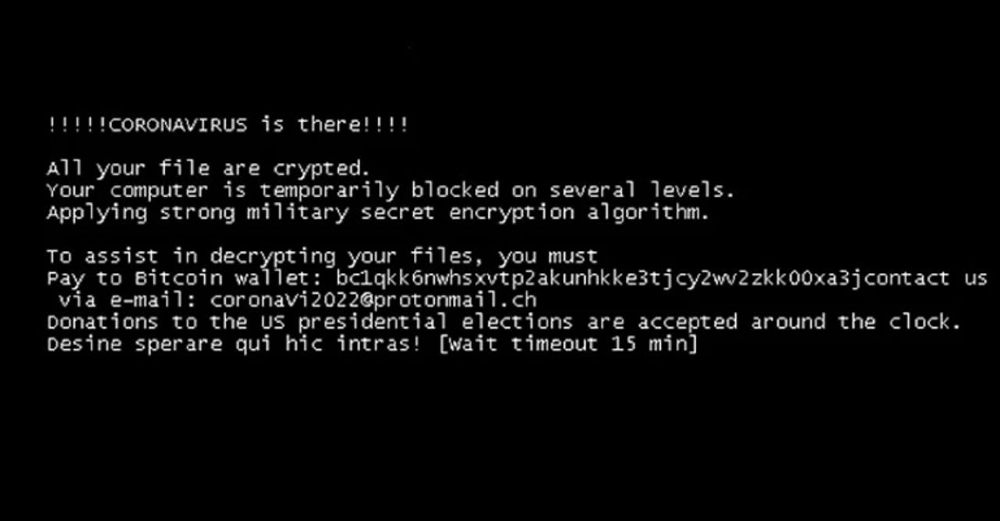 !!!!!CORONAVIRUS is there!!!!
All your file are crypted.
Your computer is temporarily blocked on several levels.
Applying strong military secret encryption algorithm.
To assist in decrypting your files, you must
Pay to Bitcoin wallet: bc1qkk6nwhsxvtp2akunhkke3tjcy2wv2zkk00xa3jcontact us
via e-mail: coronaVi2022@protonmail.ch
Donations to the US presidential elections are accepted around the clock.
Desine sperare qui hic intras! [Wait timeout 15 min]